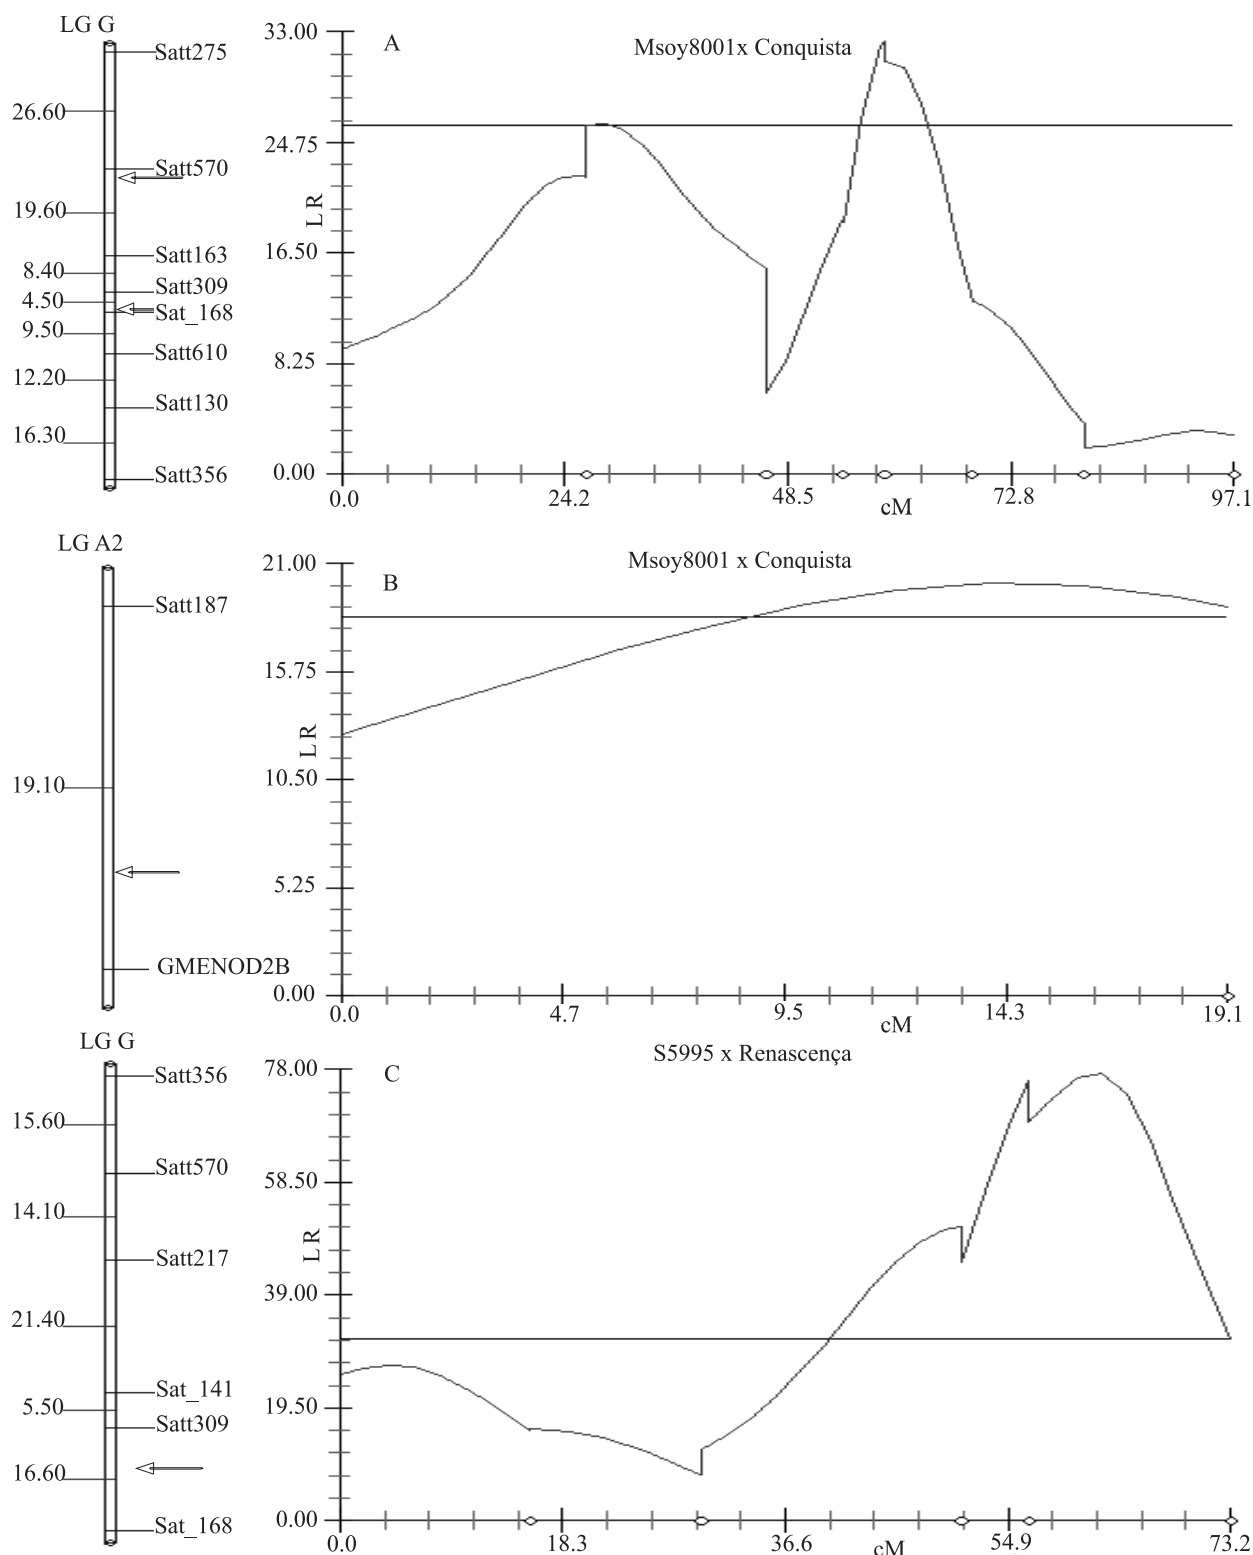 LG G
Satt275
26.60
Satt570
19.60
Satt163
8.40
Satt309
4.50
Sat_168
9.50
Satt610
12.20
Satt130
16.30
Satt356
A
Msoy8001x Conquista
33.00
24.75
LR
16.50
8.25
0.00
0.0 24.2 48.5 72.8 97.1
cM
LG A2
Satt187
19.10
GMENOD2B
B
Msoy8001 x Conquista
21.00
15.75
LR
10.50
5.25
0.00
0.0 4.7 9.5 14.3 19.1
cM
LG G
Satt356
15.60
Satt570
14.10
Satt217
21.40
Sat_141
5.50
Satt309
16.60
Sat_168
C
S5995 x Renascença
78.00
58.50
LR
39.00
19.50
0.00
0.0 18.3 36.6 54.9 73.2
cM